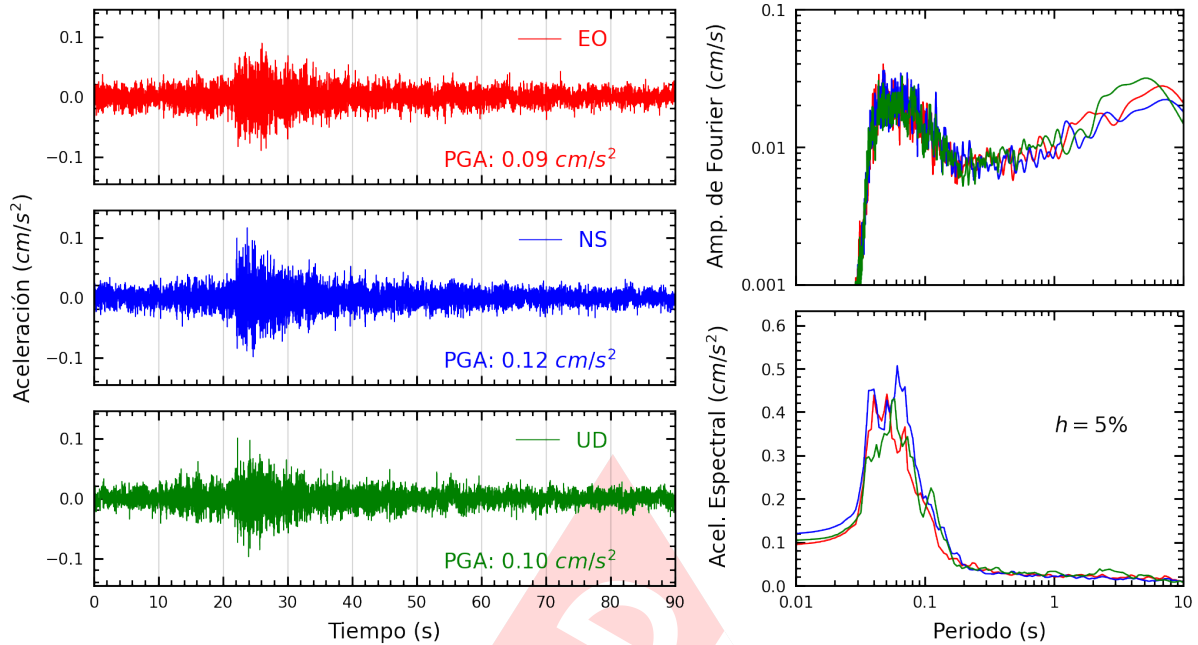 Aceleración (cm/s²)
0.1
0.0
−0.1
EO
PGA: 0.09 cm/s²
0.1
0.0
−0.1
NS
PGA: 0.12 cm/s²
0.1
0.0
−0.1
UD
PGA: 0.10 cm/s²
0 10 20 30 40 50 60 70 80 90
Tiempo (s)
Amp. de Fourier (cm/s)
0.1
0.01
0.001
Acel. Espectral (cm/s²)
0.6
0.5
0.4
0.3
0.2
0.1
0.0
h = 5%
0.01 0.1 1 10
Periodo (s)